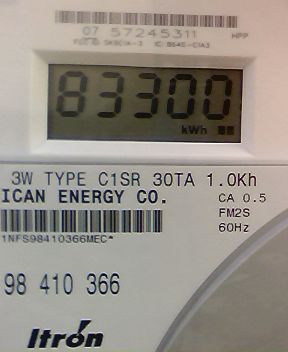 07 57245311 HPP
83300
kWh
3W TYPE C1SR 30TA 1.0Kh
ICAN ENERGY CO. CA 0.5
FM2S
60Hz
1NFS98410366MEC*
98 410 366
Itron